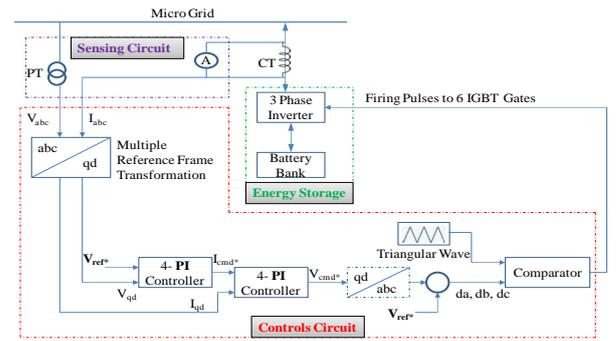 Micro Grid
Sensing Circuit
PT
A
CT
3 Phase
Inverter
Firing Pulses to 6 IGBT Gates
Vabc
Iabc
abc
qd
Multiple
Reference Frame
Transformation
Battery
Bank
Energy Storage
Triangular Wave
Vref*
4- PI
Controller
Icmd*
Vqd
Iqd
4- PI
Controller
Vcmd*
qd
abc
Vref*
da, db, dc
Comparator
Controls Circuit